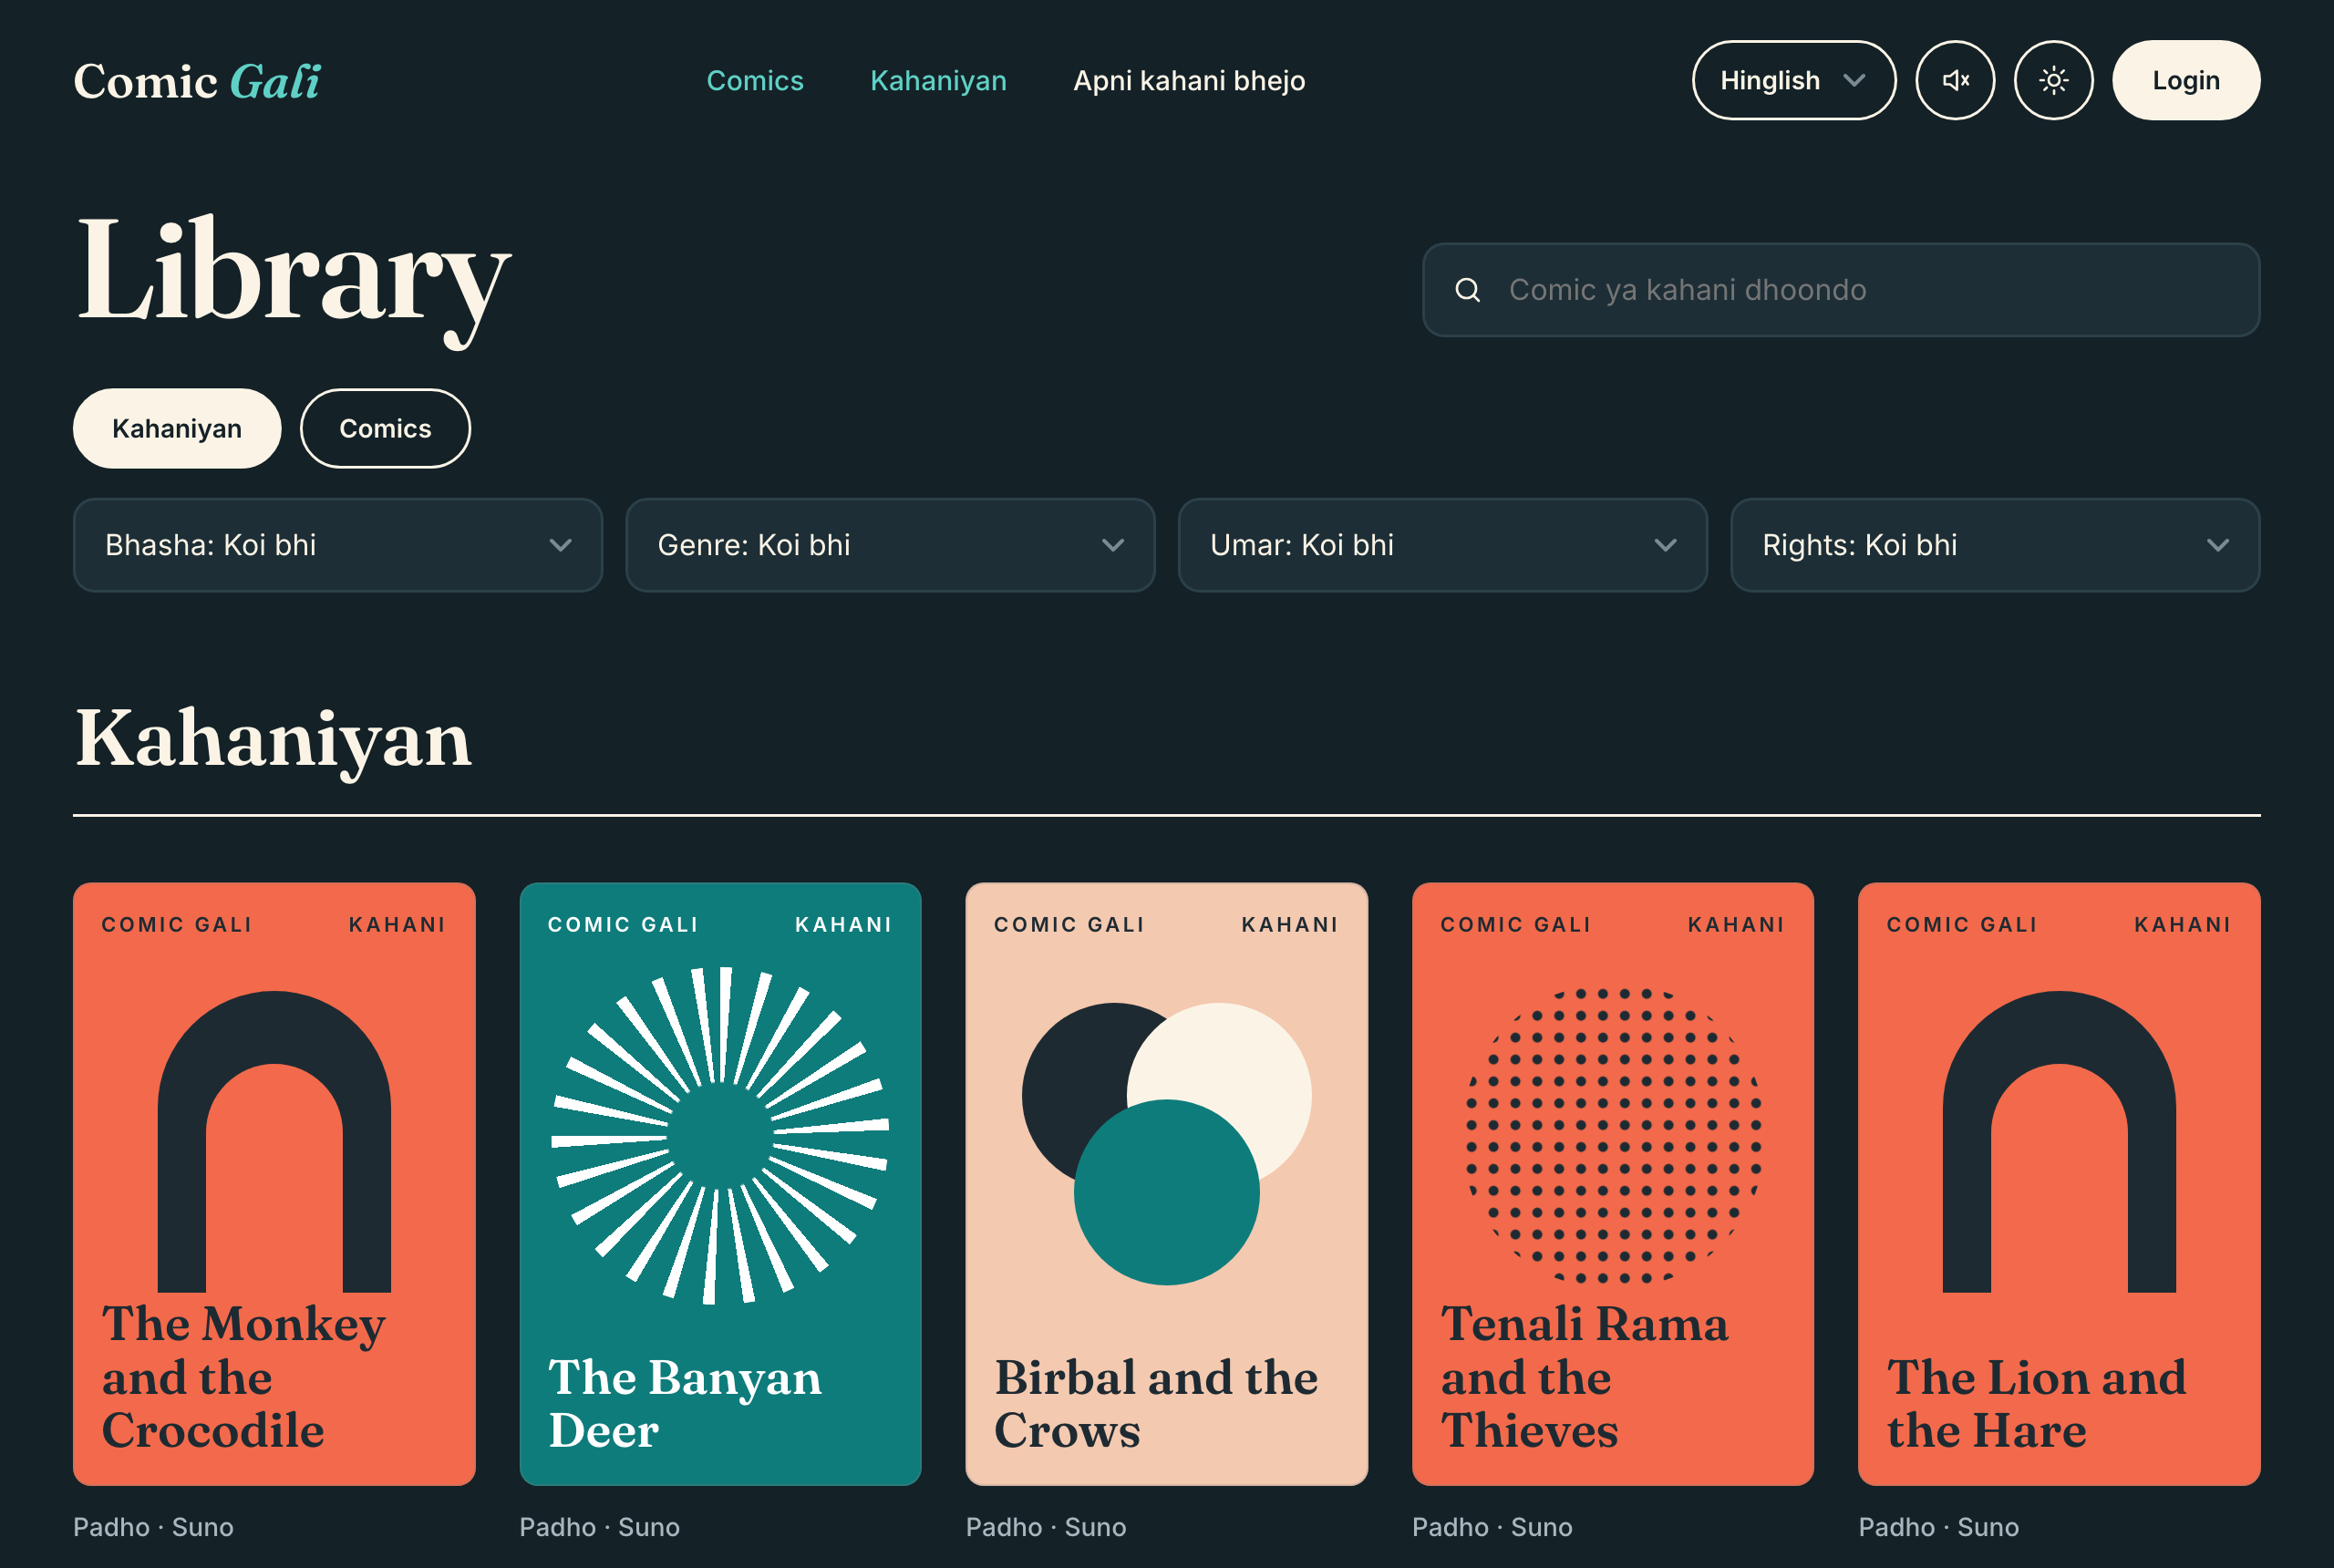 Comic Gali
Comics Kahaniyan Apni kahani bhejo
Hinglish Login
Library
Comic ya kahani dhoondo
Kahaniyan Comics
Bhasha: Koi bhi Genre: Koi bhi Umar: Koi bhi Rights: Koi bhi
Kahaniyan
COMIC GALI KAHANI
The Monkey
and the
Crocodile
Padho · Suno
COMIC GALI KAHANI
The Banyan
Deer
Padho · Suno
COMIC GALI KAHANI
Birbal and the
Crows
Padho · Suno
COMIC GALI KAHANI
Tenali Rama
and the
Thieves
Padho · Suno
COMIC GALI KAHANI
The Lion and
the Hare
Padho · Suno